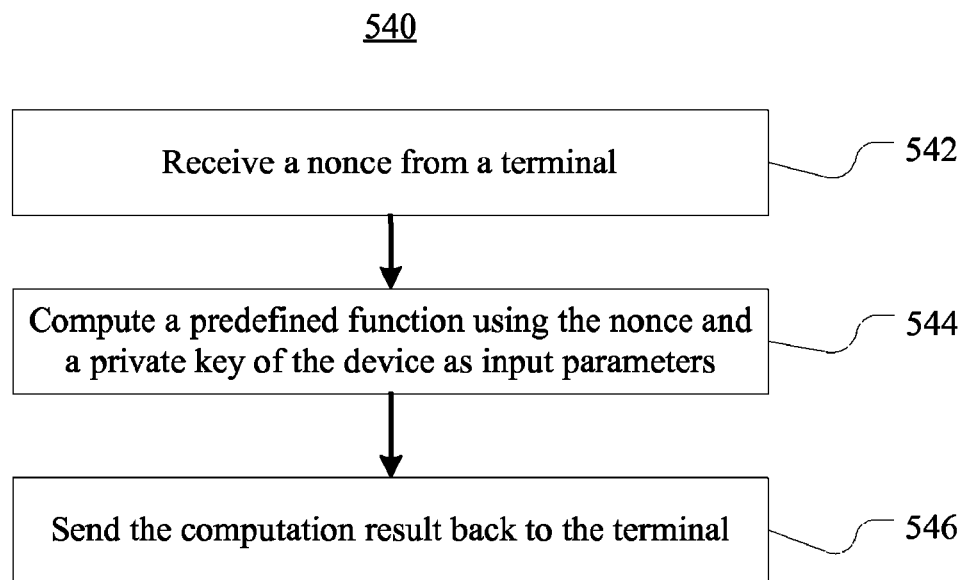 540
Receive a nonce from a terminal
542
Compute a predefined function using the nonce and
a private key of the device as input parameters
544
Send the computation result back to the terminal
546